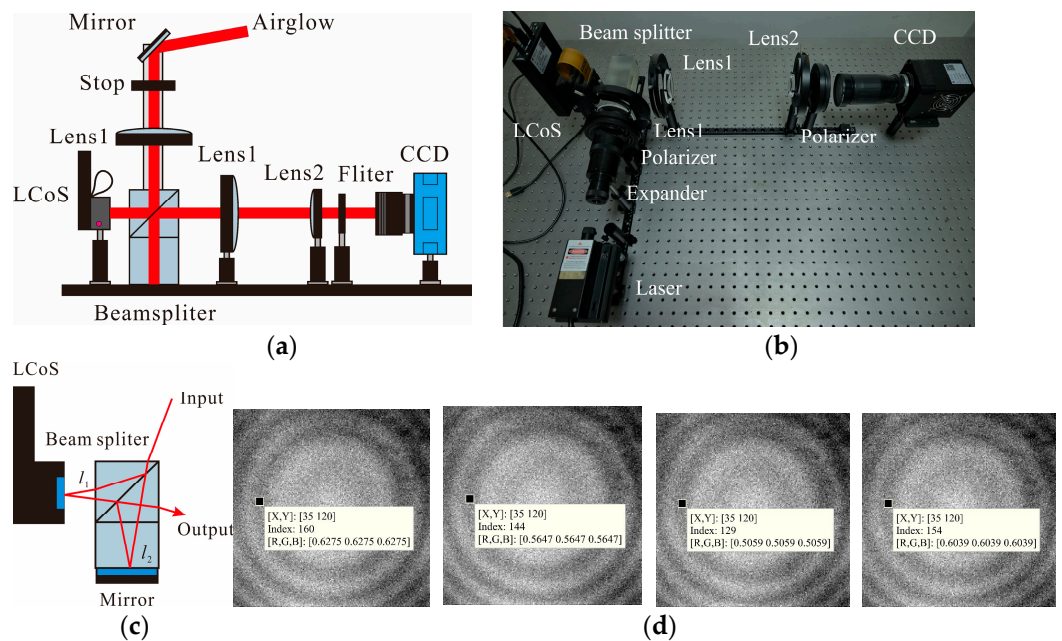 Mirror
Airglow
Stop
Lens1
Lens1
Lens2
Fliter
CCD
LCoS
Beamspliter
(a)
Beam splitter
Lens2
CCD
Lens1
LCoS
Lens1
Polarizer
Polarizer
Expander
Laser
(b)
LCoS
Input
Beam spliter
l1
Output
l2
Mirror
(c)
[X,Y]: [35 120]
Index: 160
[R,G,B]: [0.6275 0.6275 0.6275]
[X,Y]: [35 120]
Index: 144
[R,G,B]: [0.5647 0.5647 0.5647]
[X,Y]: [35 120]
Index: 129
[R,G,B]: [0.5059 0.5059 0.5059]
[X,Y]: [35 120]
Index: 154
[R,G,B]: [0.6039 0.6039 0.6039]
(d)